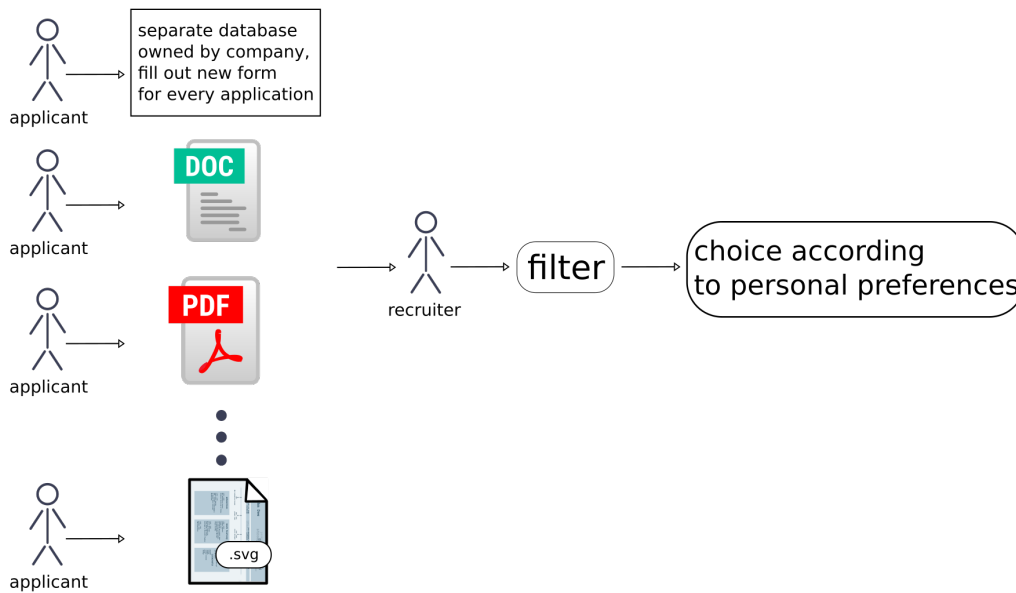 separate database
owned by company,
fill out new form
for every application
applicant
DOC
applicant
PDF
applicant
.svg
applicant
recruiter
filter
choice according
to personal preferences